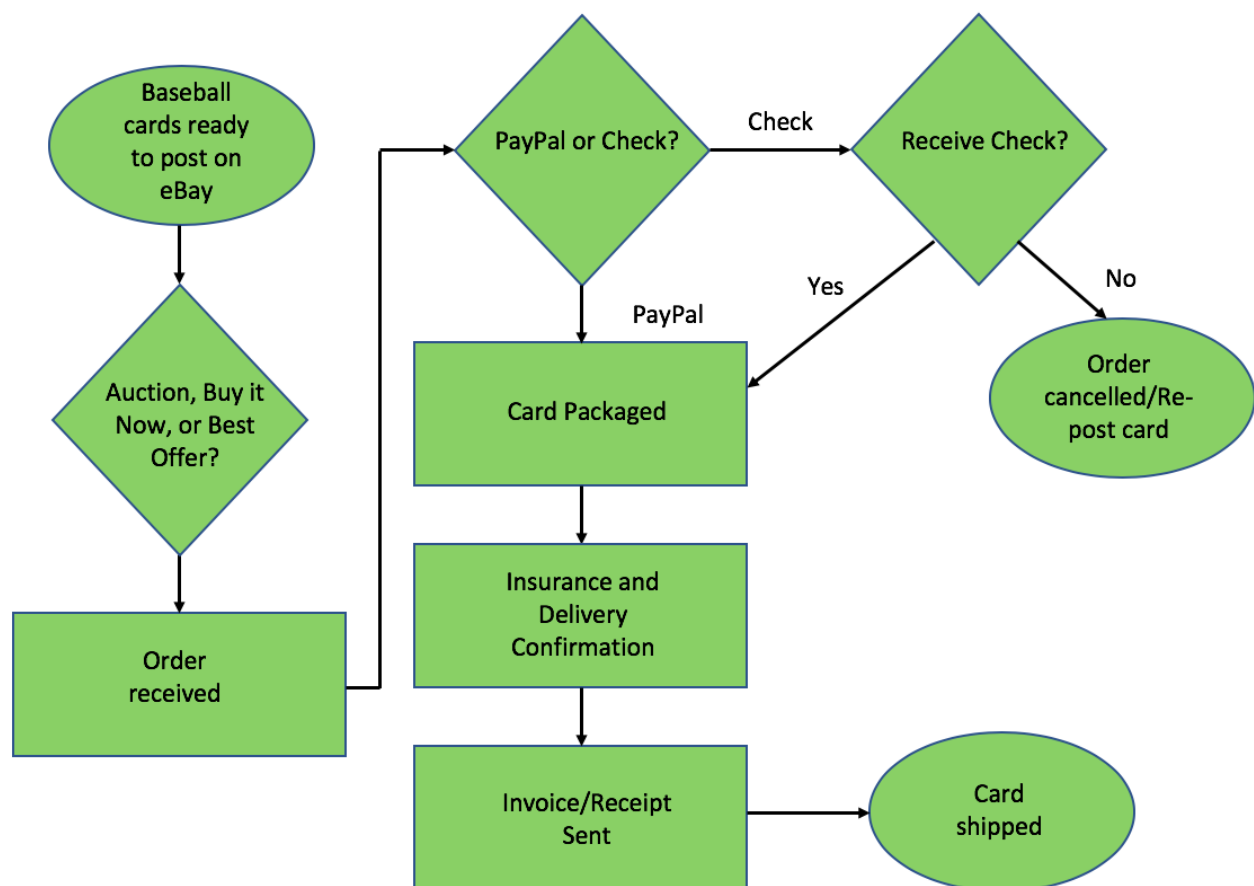 Baseball
cards ready
to post on
eBay
Auction, Buy it
Now, or Best
Offer?
Order
received
PayPal or Check?
Check
Receive Check?
PayPal
Yes
No
Card Packaged
Order
cancelled/Re-
post card
Insurance and
Delivery
Confirmation
Invoice/Receipt
Sent
Card
shipped